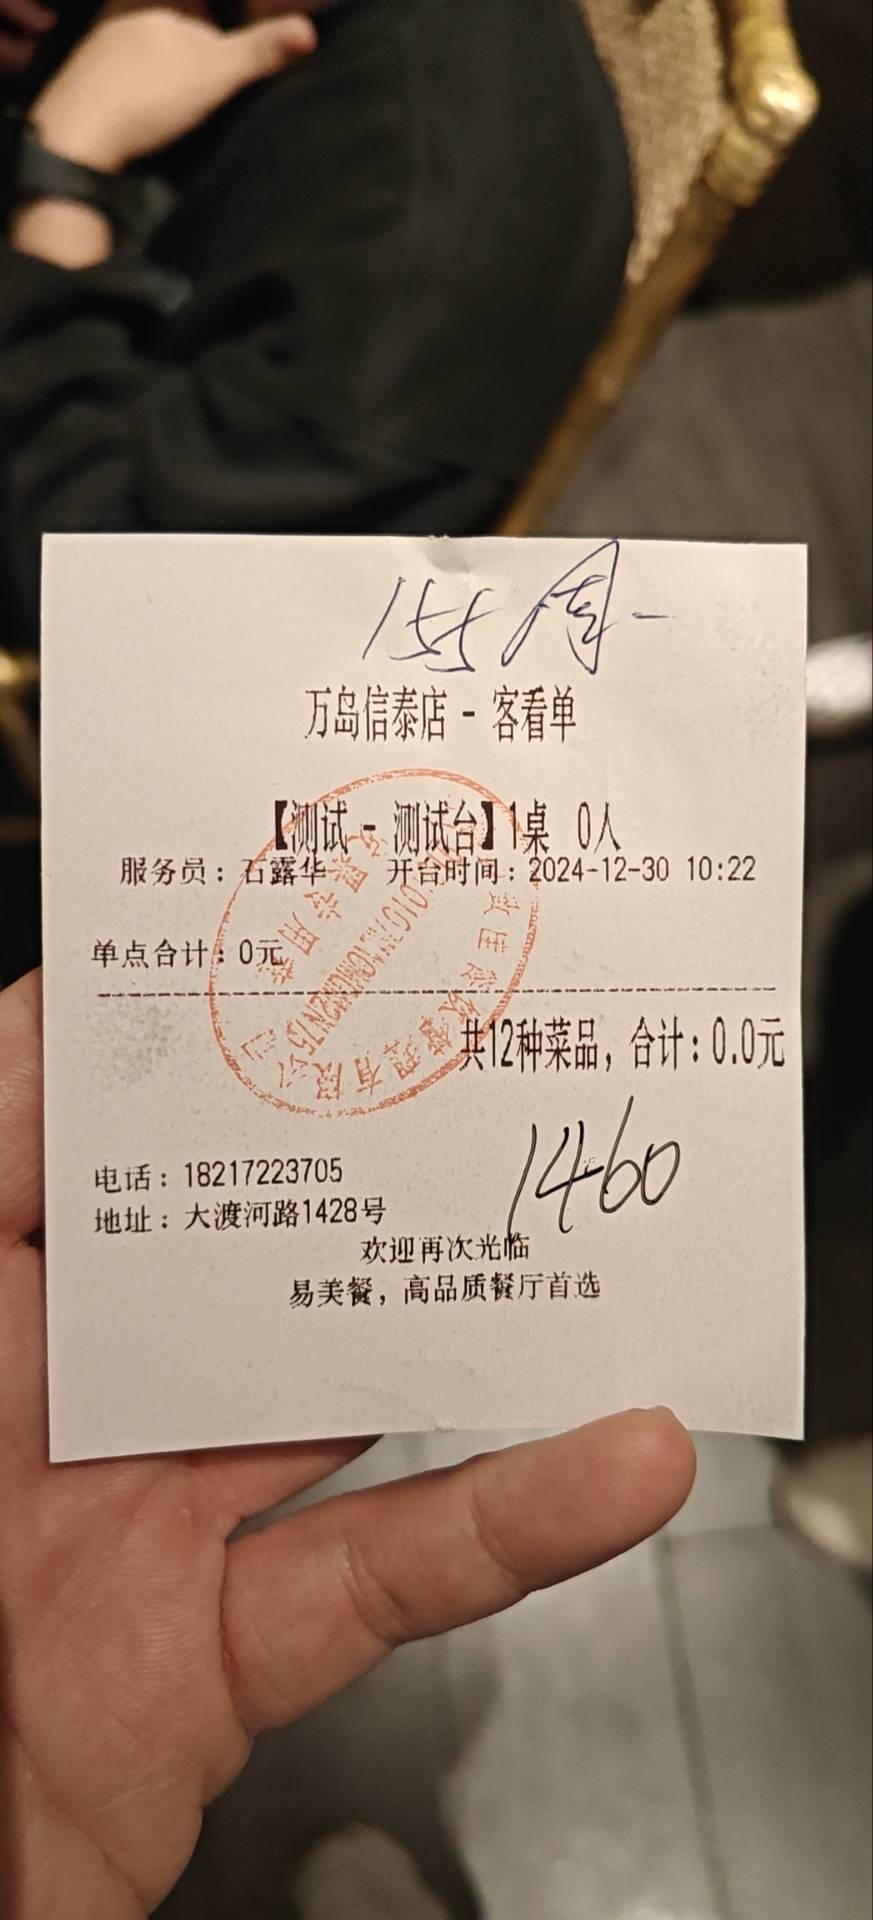 155 周一
万岛信泰店 - 客看单
【测试 - 测试台】1桌 0人
服务员：石露华 开台时间：2024-12-30 10:22
单点合计：0元
共12种菜品，合计：0.0元
1460
电话：18217223705
地址：大渡河路1428号
欢迎再次光临
易美餐，高品质餐厅首选